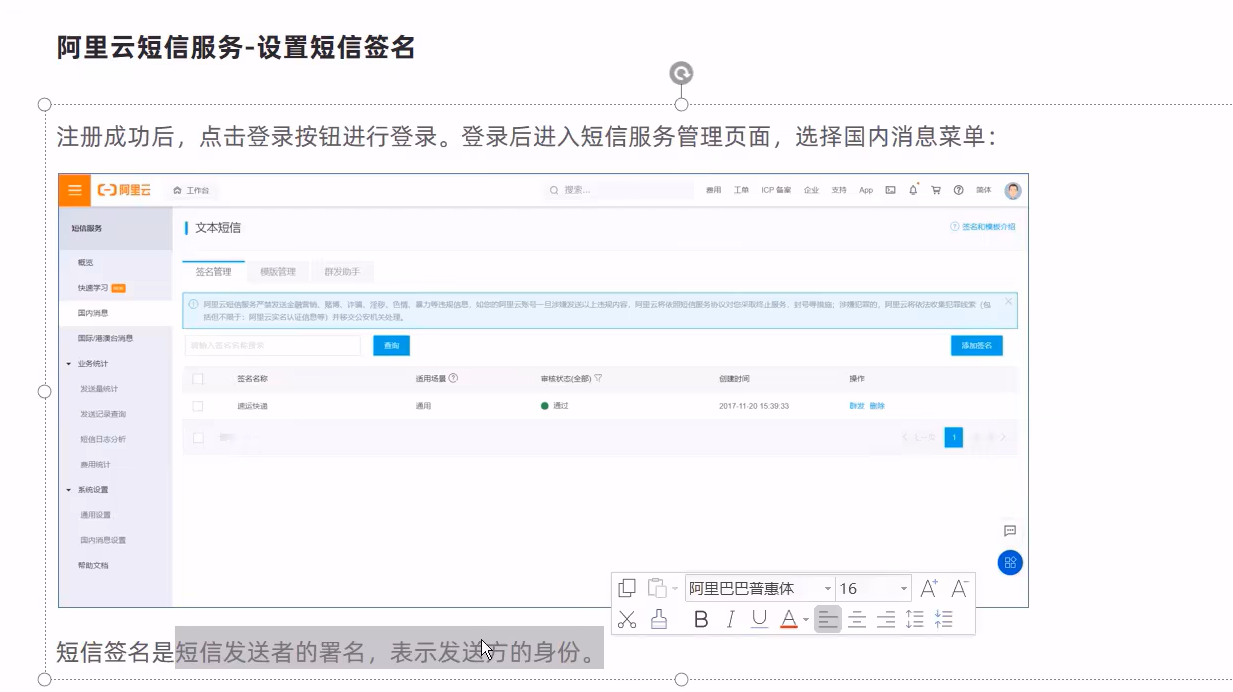 阿里云短信服务-设置短信签名
注册成功后，点击登录按钮进行登录。登录后进入短信服务管理页面，选择国内消息菜单：
阿里云 工作台 搜索... 费用 工单 ICP 备案 企业 支持 App 简体
短信服务
文本短信
签名和模板介绍
概览
签名管理 模版管理 群发助手
快速学习
国内消息
阿里云短信服务严禁发送金融营销、赌博、诈骗、淫秽、色情、暴力等违规信息，如您的阿里云账号一旦涉嫌发送以上违规内容，阿里云将依照短信服务协议对您采取终止服务、封号等措施；涉嫌犯罪的，阿里云将依法收集犯罪线索（包
括但不限于：阿里云实名认证信息等）并移交公安机关处理。
国际/港澳台消息
请输入签名名称搜索 查询 添加签名
业务统计
签名名称 适用场景 审核状态(全部) 创建时间 操作
发送量统计
速运快递 通用 通过 2017-11-20 15:39:33 群发 删除
发送记录查询
短信日志分析
1
费用统计
系统设置
通用设置
国内消息设置
帮助文档
阿里巴巴普惠体 16 A+ A-
B I U A
短信签名是短信发送者的署名，表示发送方的身份。